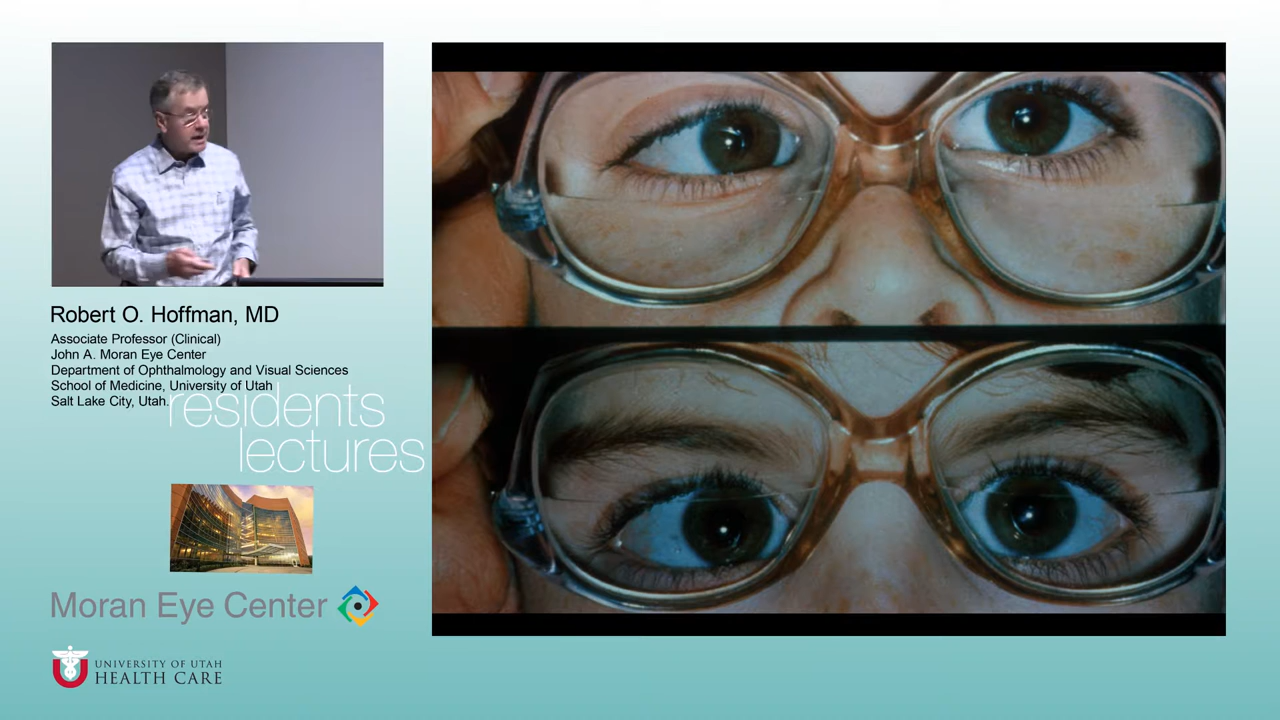 Robert O. Hoffman, MD
Associate Professor (Clinical)
John A. Moran Eye Center
Department of Ophthalmology and Visual Sciences
School of Medicine, University of Utah
Salt Lake City, Utah.
residents
lectures
Moran Eye Center
UNIVERSITY OF UTAH
HEALTH CARE